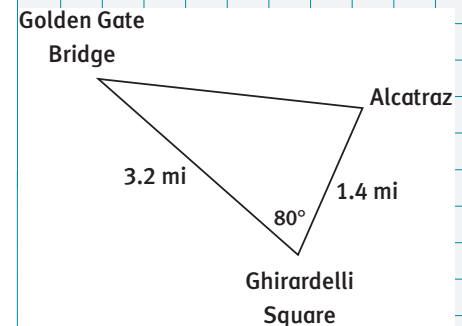 Golden Gate
Bridge
Alcatraz
3.2 mi
1.4 mi
80°
Ghirardelli
Square